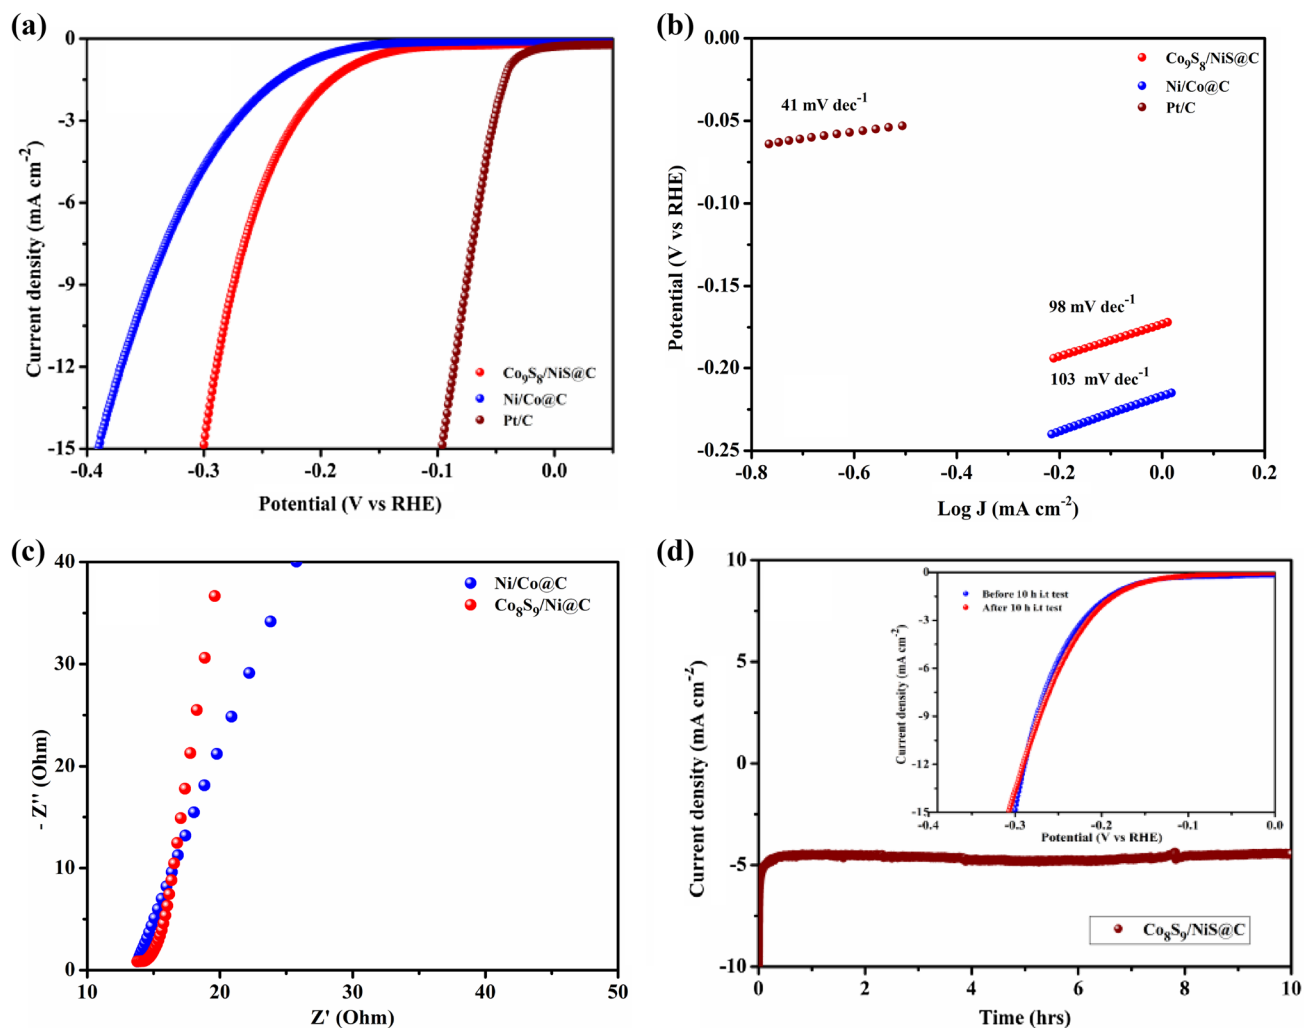 (a)
0
-3
-6
-9
-12
-15
-0.4
-0.3
-0.2
-0.1
0.0
Current density (mA cm-2)
Potential (V vs RHE)
Co9S8/NiS@C
Ni/Co@C
Pt/C
(b)
0.00
-0.05
-0.10
-0.15
-0.20
-0.25
-0.8
-0.6
-0.4
-0.2
0.0
0.2
Potential (V vs RHE)
Log J (mA cm-2)
Co9S8/NiS@C
Ni/Co@C
Pt/C
41 mV dec-1
98 mV dec-1
103 mV dec-1
(c)
40
30
20
10
0
10
20
30
40
50
- Z'' (Ohm)
Z' (Ohm)
Ni/Co@C
Co8S9/Ni@C
(d)
10
5
0
-5
-10
0
2
4
6
8
10
Current density (mA cm-2)
Time (hrs)
Co8S9/NiS@C
0
-3
-6
-9
-12
-15
-0.4
-0.3
-0.2
-0.1
0.0
Current density (mA cm-2)
Potential (V vs RHE)
Before 10 h i.t test
After 10 h i.t test